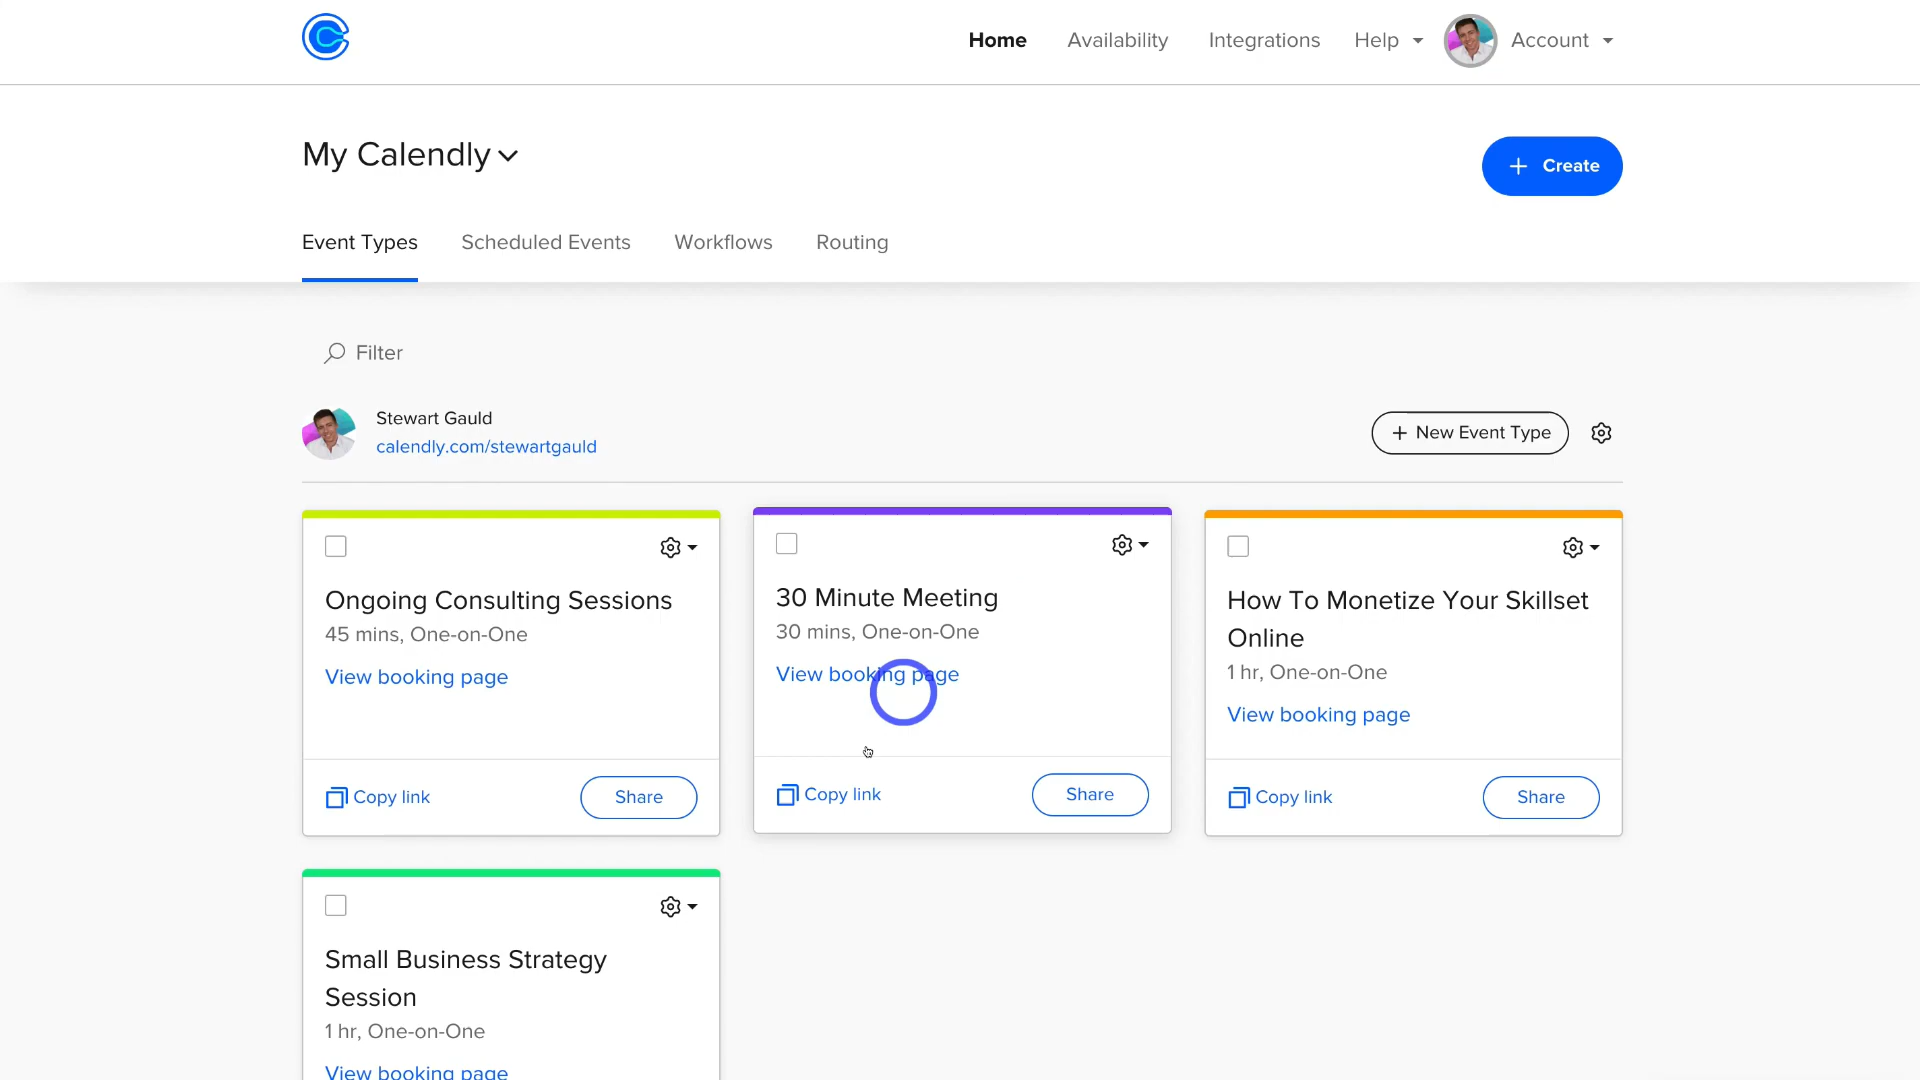 Home Availability Integrations Help Account
My Calendly
+ Create
Event Types Scheduled Events Workflows Routing
Filter
Stewart Gauld
calendly.com/stewartgauld
+ New Event Type
Ongoing Consulting Sessions
45 mins, One-on-One
View booking page
Copy link Share
30 Minute Meeting
30 mins, One-on-One
View booking page
Copy link Share
How To Monetize Your Skillset
Online
1 hr, One-on-One
View booking page
Copy link Share
Small Business Strategy
Session
1 hr, One-on-One
View booking page